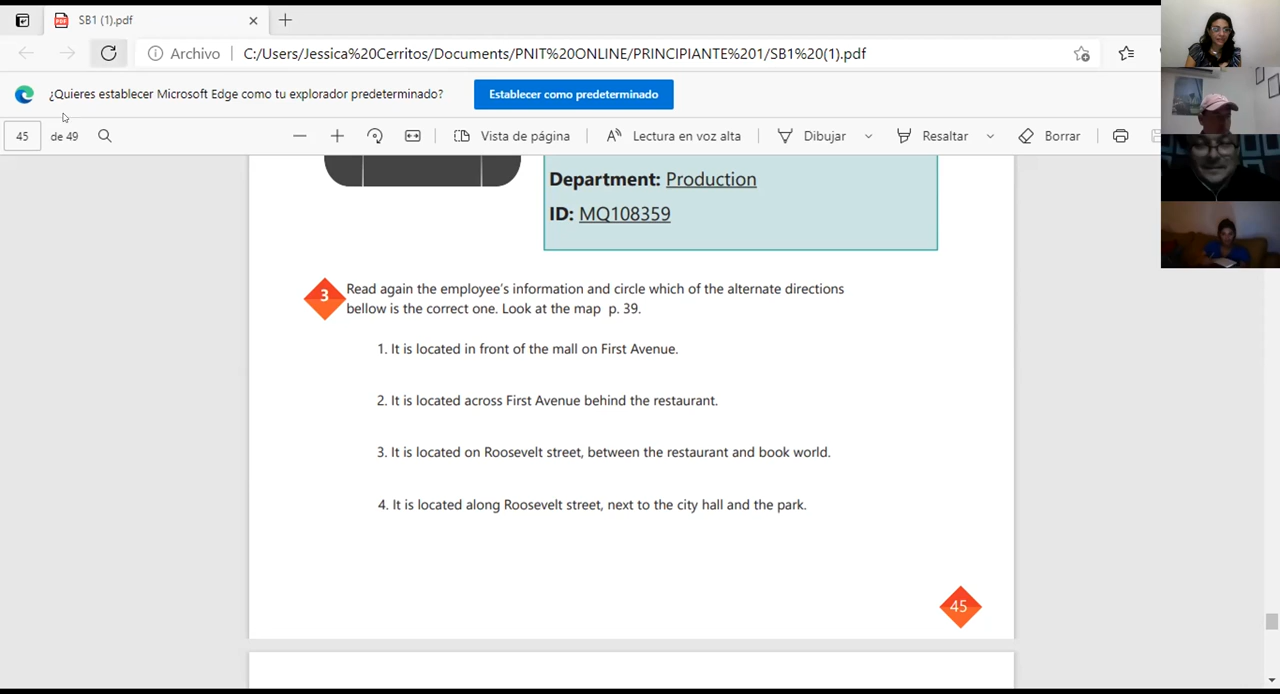 SB1 (1).pdf
Archivo
C:/Users/Jessica%20Cerritos/Documents/PNIT%20ONLINE/PRINCIPIANTE%201/SB1%20(1).pdf
¿Quieres establecer Microsoft Edge como tu explorador predeterminado?
Establecer como predeterminado
45 de 49
Vista de página
Lectura en voz alta
Dibujar
Resaltar
Borrar
Department: Production
ID: MQ108359
3
Read again the employee's information and circle which of the alternate directions
bellow is the correct one. Look at the map p. 39.
1. It is located in front of the mall on First Avenue.
2. It is located across First Avenue behind the restaurant.
3. It is located on Roosevelt street, between the restaurant and book world.
4. It is located along Roosevelt street, next to the city hall and the park.
45